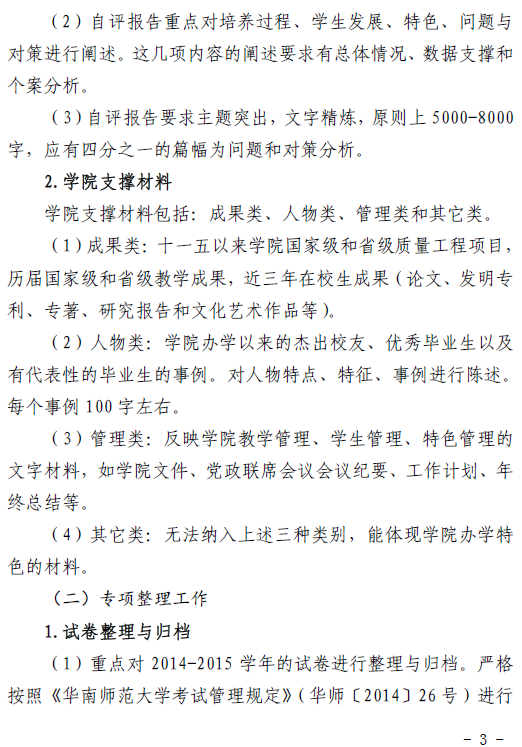 （2）自评报告重点对培养过程、学生发展、特色、问题与
对策进行阐述。这几项内容的阐述要求有总体情况、数据支撑和
个案分析。
（3）自评报告要求主题突出，文字精炼，原则上 5000-8000
字，应有四分之一的篇幅为问题和对策分析。
2.学院支撑材料
学院支撑材料包括：成果类、人物类、管理类和其它类。
（1）成果类：十一五以来学院国家级和省级质量工程项目，
历届国家级和省级教学成果，近三年在校生成果（论文、发明专
利、专著、研究报告和文化艺术作品等）。
（2）人物类：学院办学以来的杰出校友、优秀毕业生以及
有代表性的毕业生的事例。对人物特点、特征、事例进行陈述。
每个事例 100 字左右。
（3）管理类：反映学院教学管理、学生管理、特色管理的
文字材料，如学院文件、党政联席会议会议纪要、工作计划、年
终总结等。
（4）其它类：无法纳入上述三种类别，能体现学院办学特
色的材料。
（二）专项整理工作
1.试卷整理与归档
（1）重点对 2014-2015 学年的试卷进行整理与归档。严格
按照《华南师范大学考试管理规定》（华师〔2014〕26 号）进行
- 3 -